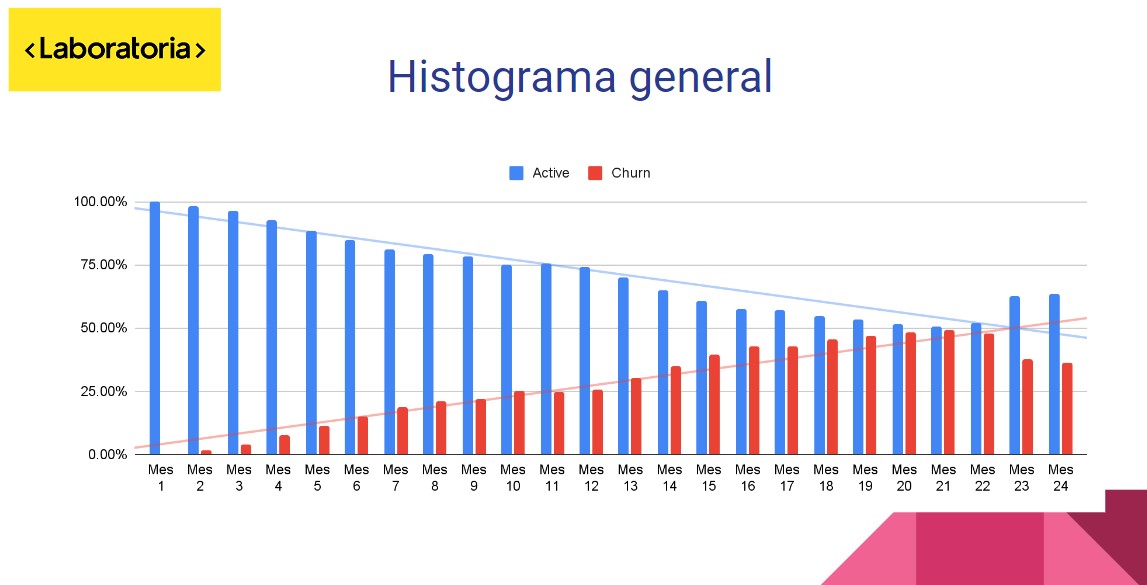 <Laboratoria>
Histograma general
Active Churn
100.00%
75.00%
50.00%
25.00%
0.00%
Mes Mes Mes Mes Mes Mes Mes Mes Mes Mes Mes Mes Mes Mes Mes Mes Mes Mes Mes Mes Mes Mes Mes Mes
1 2 3 4 5 6 7 8 9 10 11 12 13 14 15 16 17 18 19 20 21 22 23 24